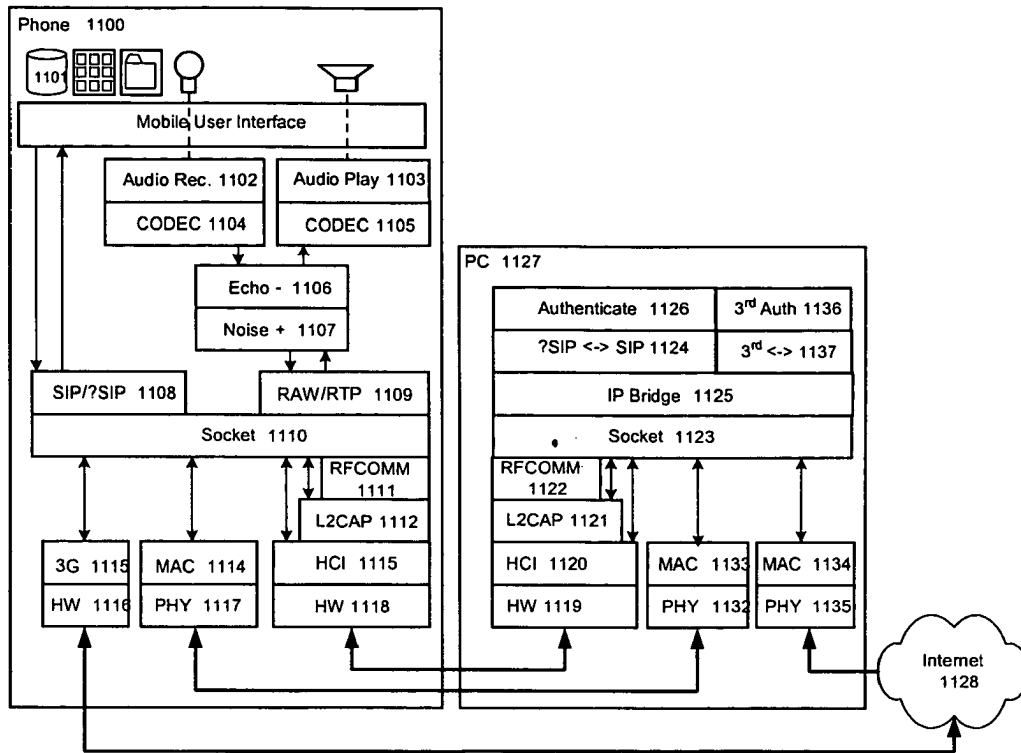 Phone 1100
1101
Mobile User Interface
Audio Rec. 1102
Audio Play 1103
CODEC 1104
CODEC 1105
Echo - 1106
Noise + 1107
SIP/?SIP 1108
RAW/RTP 1109
Socket 1110
RFCOMM
1111
L2CAP 1112
3G 1115
MAC 1114
HCI 1115
HW 1116
PHY 1117
HW 1118
PC 1127
Authenticate 1126
3rd Auth 1136
?SIP <-> SIP 1124
3rd <-> 1137
IP Bridge 1125
Socket 1123
RFCOMM
1122
L2CAP 1121
HCI 1120
MAC 1133
MAC 1134
HW 1119
PHY 1132
PHY 1135
Internet
1128